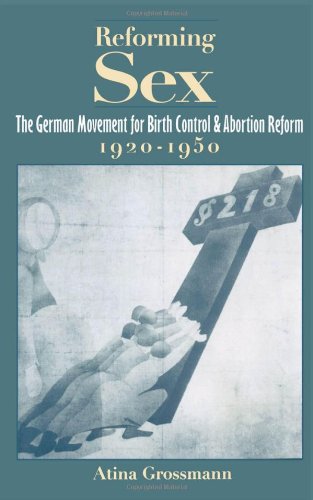 Reforming
Sex
The German Movement for Birth Control & Abortion Reform
1920-1950
§218
Atina Grossmann